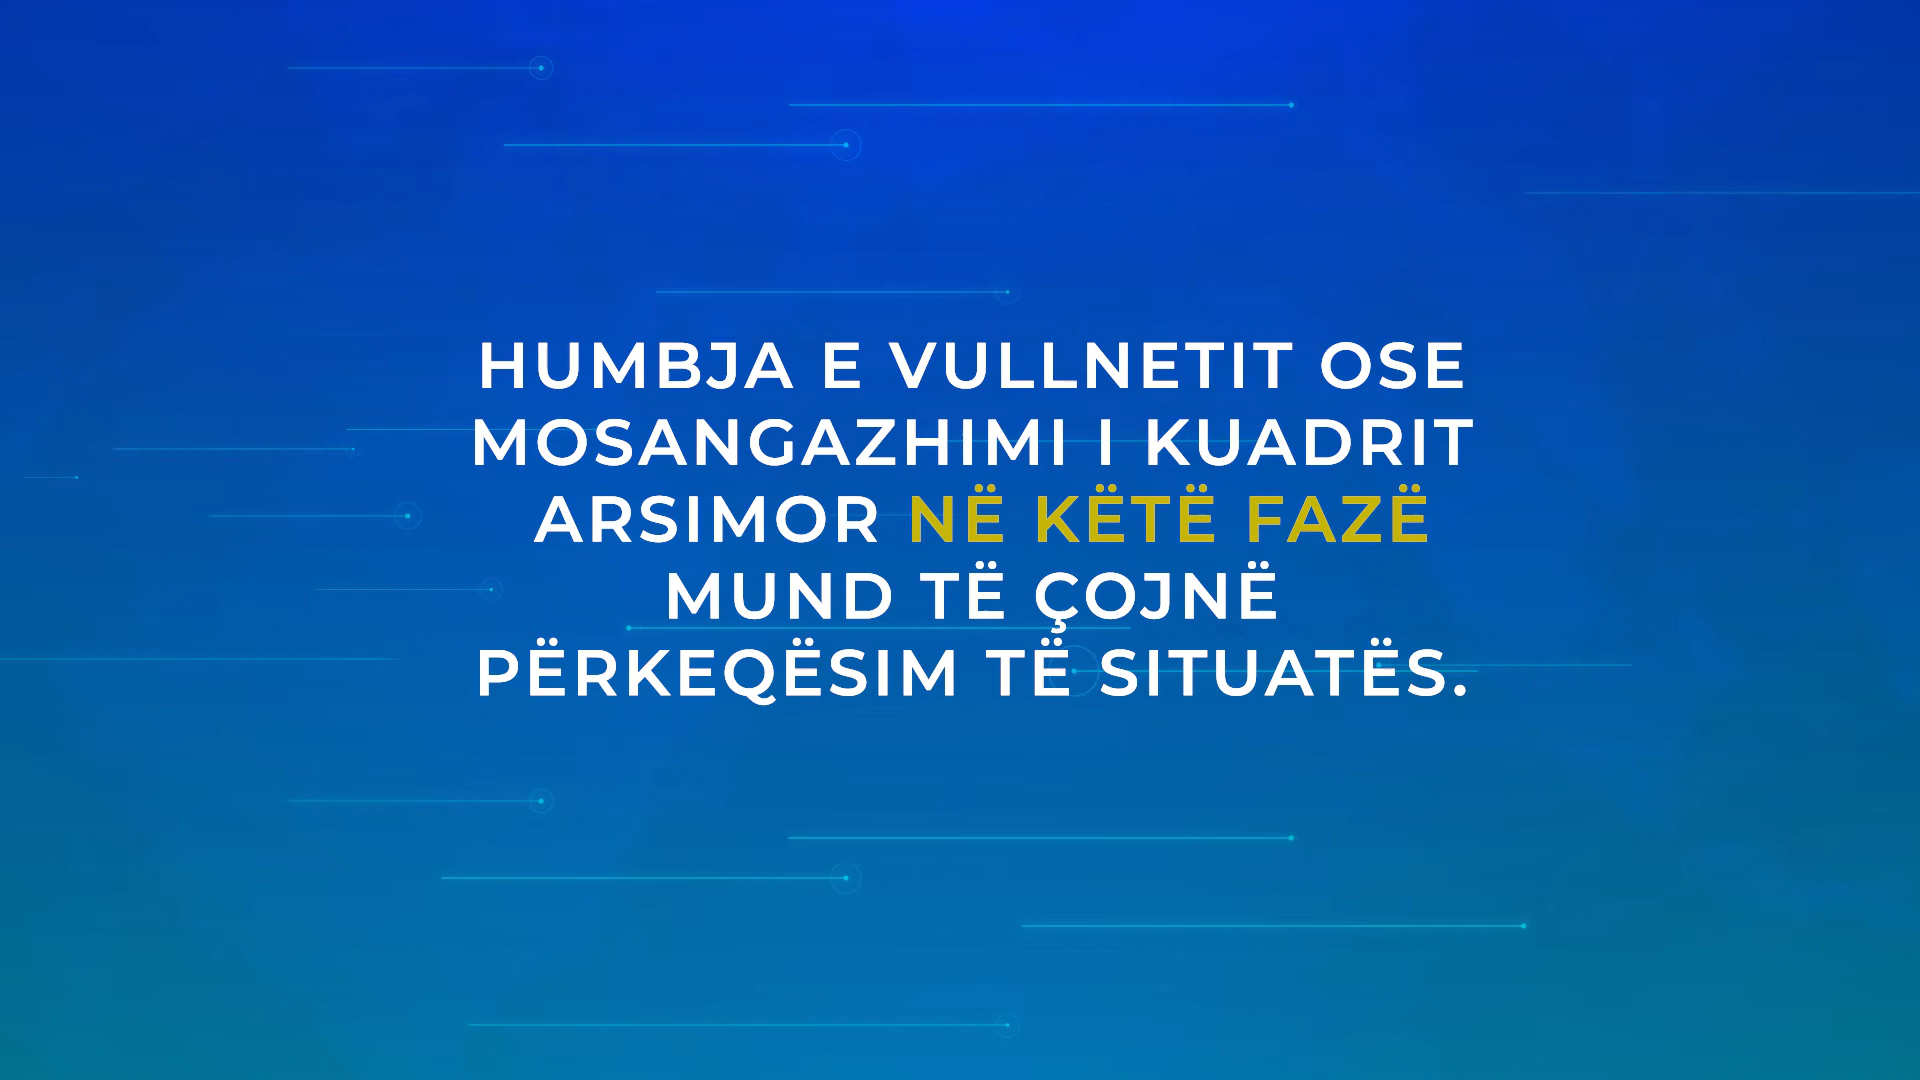 HUMBJA E VULLNETIT OSE
MOSANGAZHIMI I KUADRIT
ARSIMOR NË KËTË FAZË
MUND TË ÇOJNË
PËRKEQËSIM TË SITUATËS.